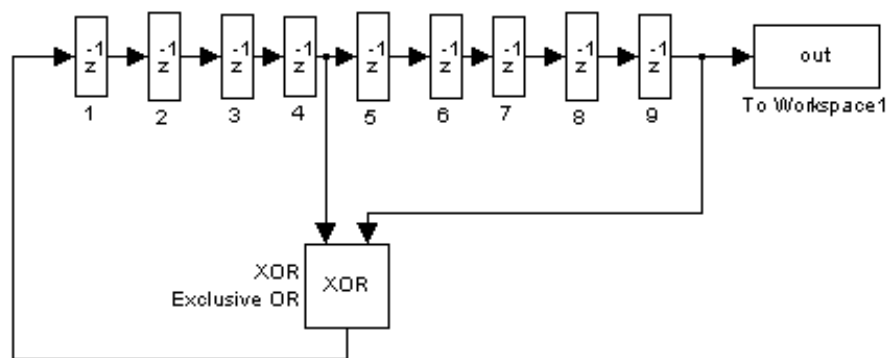 -1 -1 -1 -1 -1 -1 -1 -1 -1
z z z z z z z z z
out
1 2 3 4 5 6 7 8 9
To Workspace1
XOR
Exclusive OR
XOR